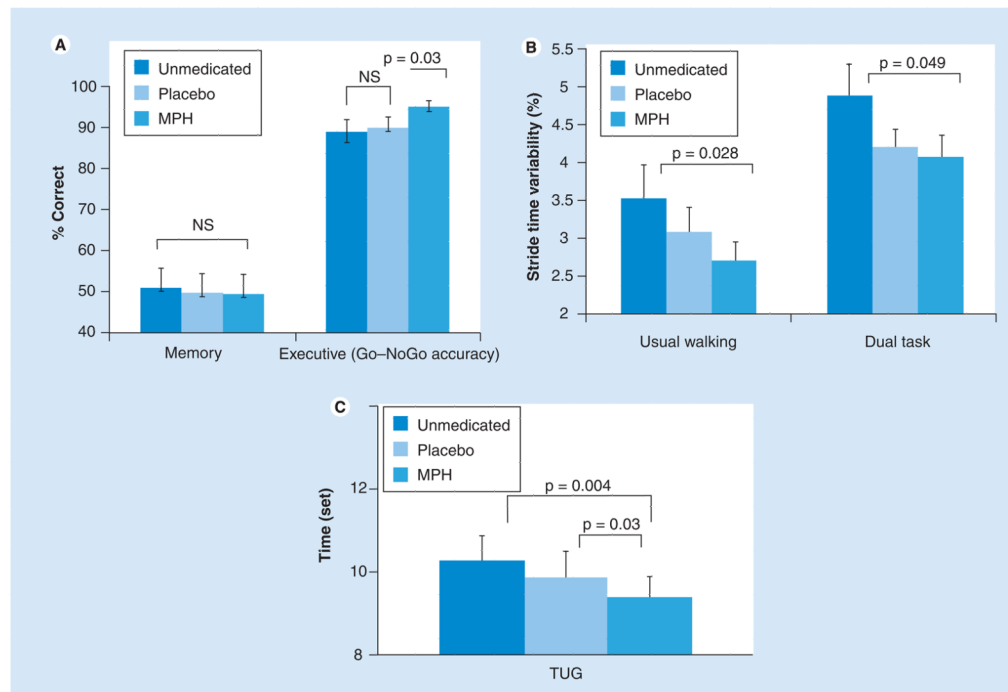 A
Unmedicated
Placebo
MPH
% Correct
100
90
80
70
60
50
40
NS
NS
p = 0.03
Memory
Executive (Go–NoGo accuracy)
B
Unmedicated
Placebo
MPH
Stride time variability (%)
5.5
5
4.5
4
3.5
3
2.5
2
p = 0.028
p = 0.049
Usual walking
Dual task
C
Unmedicated
Placebo
MPH
Time (set)
12
10
8
p = 0.004
p = 0.03
TUG